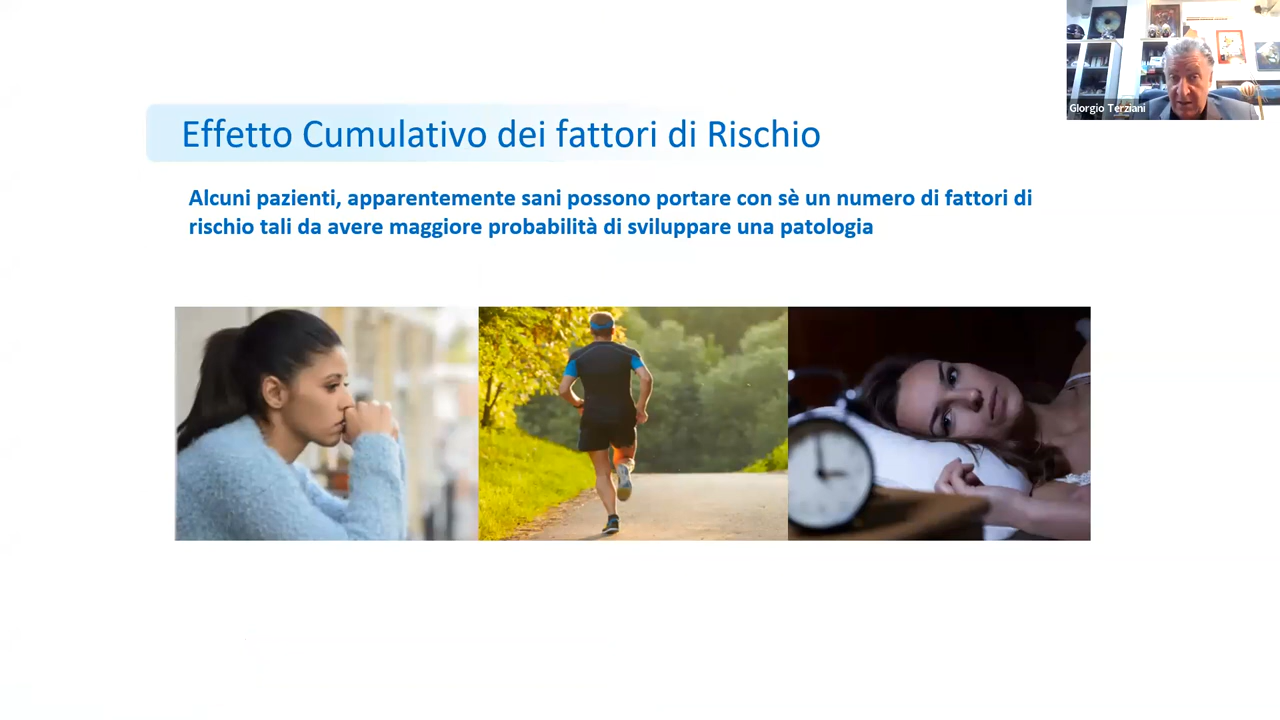 Giorgio Terziani
Effetto Cumulativo dei fattori di Rischio
Alcuni pazienti, apparentemente sani possono portare con sè un numero di fattori di
rischio tali da avere maggiore probabilità di sviluppare una patologia